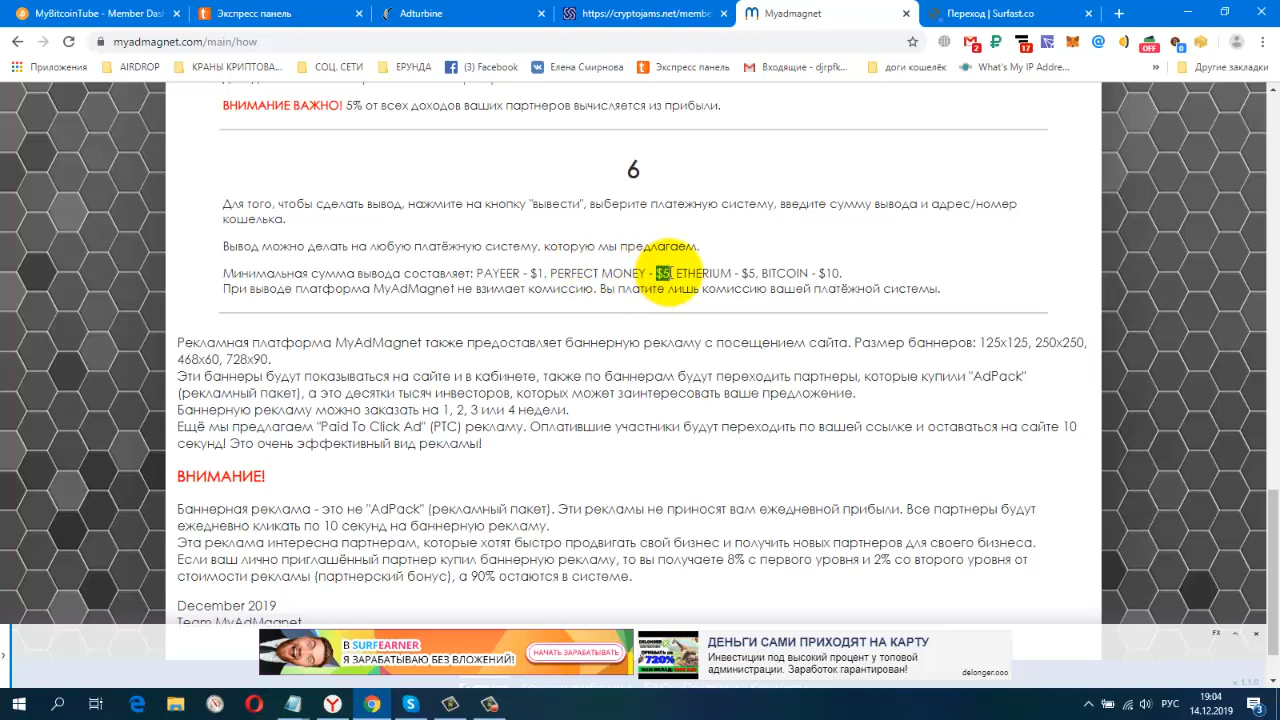 MyBitcoinTube - Member Das
Экспресс панель
Adturbine
https://cryptojams.net/membe
Myadmagnet
Переход | Surfast.co
myadmagnet.com/main/how
2
17
OFF
0
Приложения
AIRDROP
КРАНЫ КРИПТОВА...
СОЦ. СЕТИ
ЕРУНДА
(3) Facebook
Елена Смирнова
Экспресс панель
Входящие - djrpfk...
доги кошелёк
What's My IP Addre...
»
Другие закладки
ВНИМАНИЕ ВАЖНО! 5% от всех доходов ваших партнеров вычисляется из прибыли.
6
Для того, чтобы сделать вывод, нажмите на кнопку "вывести", выберите платежную систему, введите сумму вывода и адрес/номер
кошелька.
Вывод можно делать на любую платёжную систему, которую мы предлагаем.
Минимальная сумма вывода составляет: PAYEER - $1, PERFECT MONEY - $5, ETHERIUM - $5, BITCOIN - $10.
При выводе платформа MyAdMagnet не взимает комиссию. Вы платите лишь комиссию вашей платёжной системы.
Рекламная платформа MyAdMagnet также предоставляет баннерную рекламу с посещением сайта. Размер баннеров: 125x125, 250x250,
468x60, 728x90.
Эти баннеры будут показываться на сайте и в кабинете, также по баннерам будут переходить партнеры, которые купили "AdPack"
(рекламный пакет), а это десятки тысяч инвесторов, которых может заинтересовать ваше предложение.
Баннерную рекламу можно заказать на 1, 2, 3 или 4 недели.
Ещё мы предлагаем "Paid To Click Ad" (PTC) рекламу. Оплатившие участники будут переходить по вашей ссылке и оставаться на сайте 10
секунд! Это очень эффективный вид рекламы!
ВНИМАНИЕ!
Баннерная реклама - это не "AdPack" (рекламный пакет). Эти рекламы не приносят вам ежедневной прибыли. Все партнеры будут
ежедневно кликать по 10 секунд на баннерную рекламу.
Эта реклама интересна партнерам, которые хотят быстро продвигать свой бизнес и получить новых партнеров для своего бизнеса.
Если ваш лично приглашённый партнер купил баннерную рекламу, то вы получаете 8% с первого уровня и 2% со второго уровня от
стоимости рекламы (партнерский бонус), а 90% остаются в системе.
December 2019
Team MyAdMagnet
В SURFEARNER
Я ЗАРАБАТЫВАЮ БЕЗ ВЛОЖЕНИЙ!
НАЧАТЬ ЗАРАБАТЫВАТЬ
720%
ДЕНЬГИ САМИ ПРИХОДЯТ НА КАРТУ
Инвестиции под высокий процент у топовой
администрации. Заработок гарантирован!
delonger.ooo
FX
v 1.1.0
РУС
19:04
14.12.2019
3